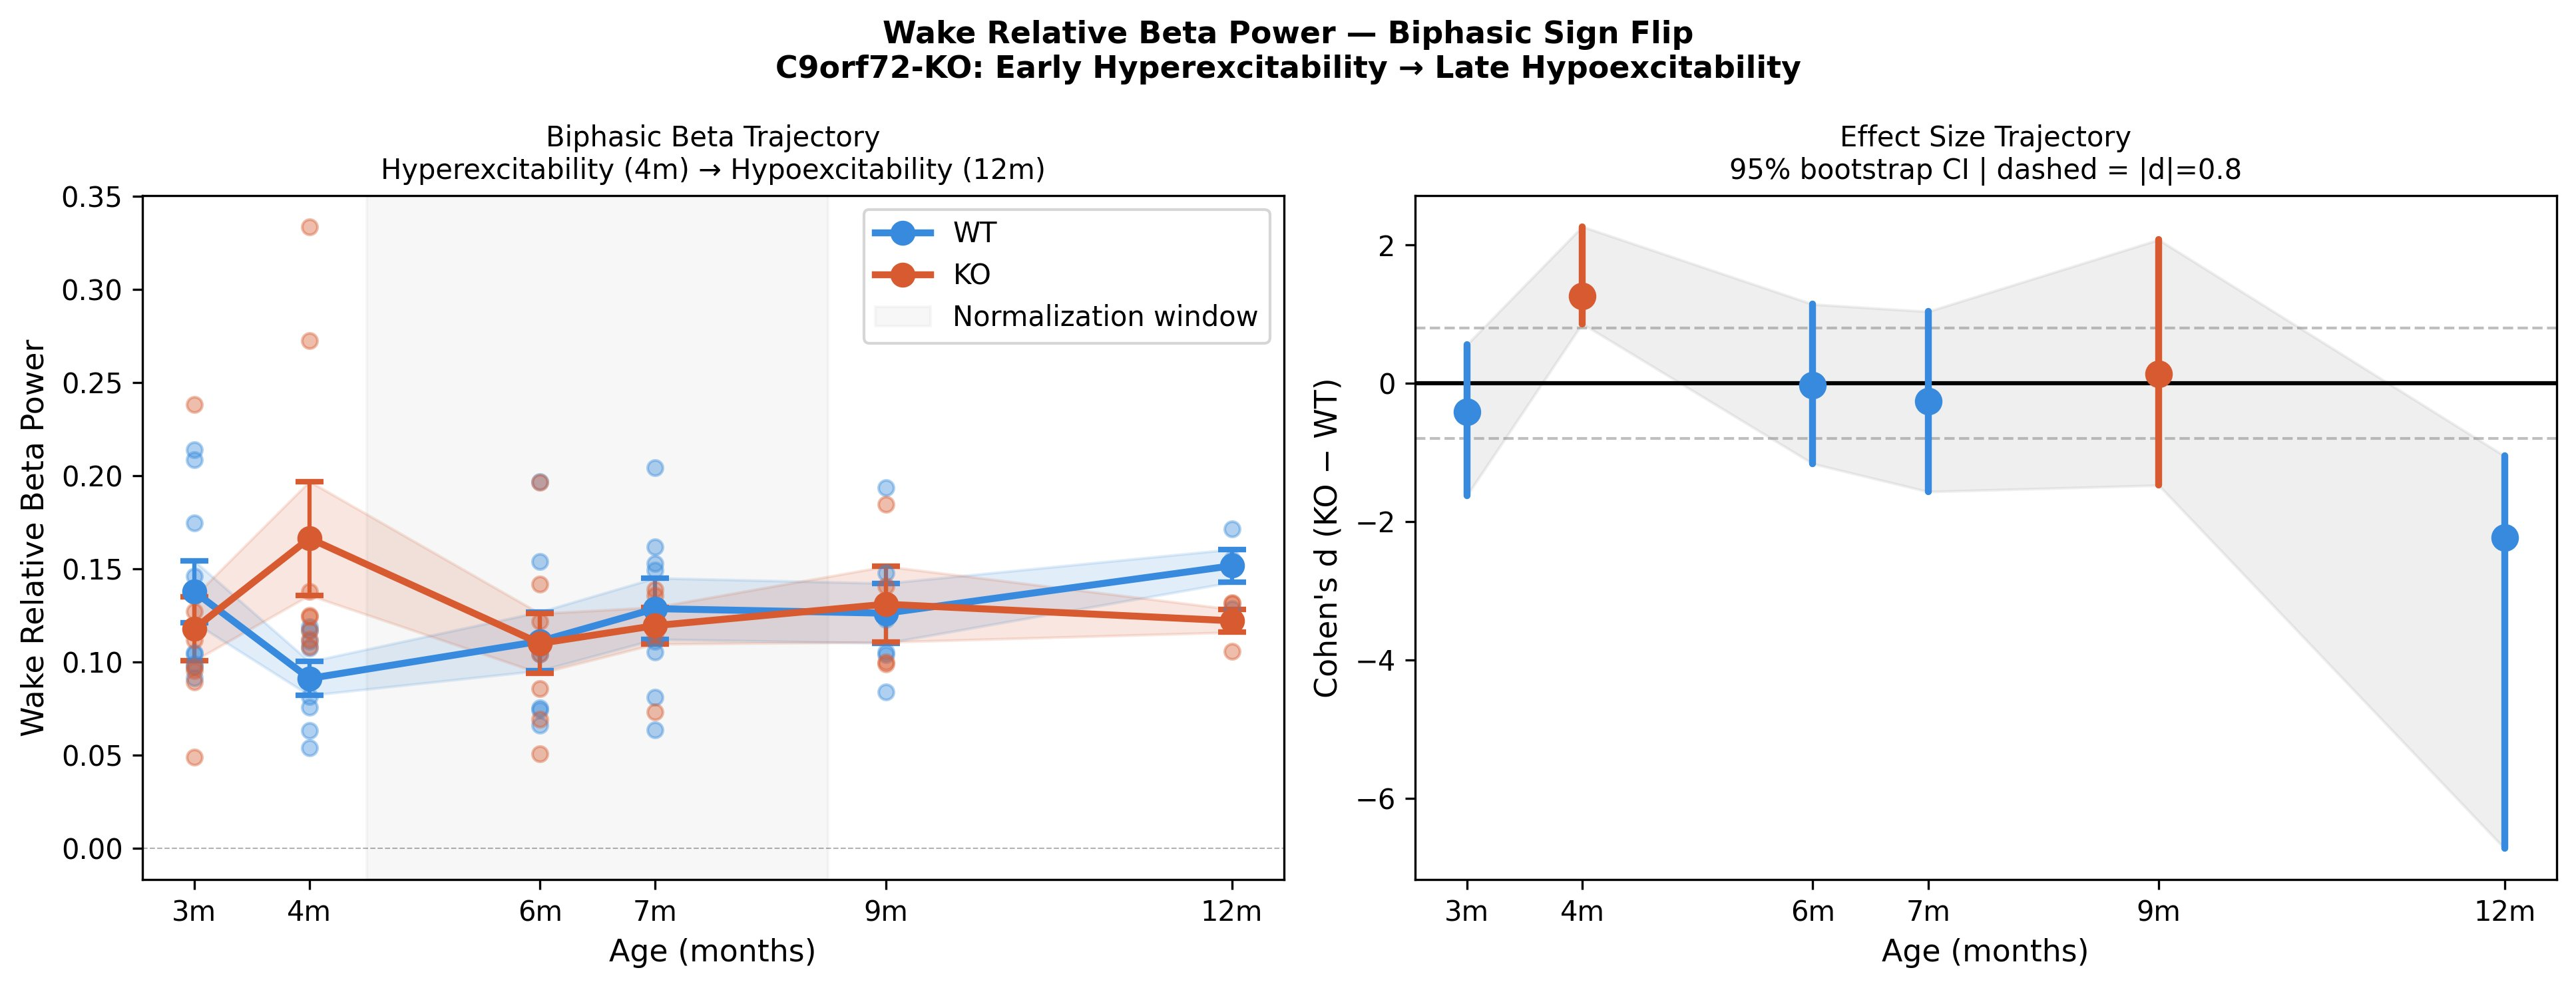 Wake Relative Beta Power — Biphasic Sign Flip
C9orf72-KO: Early Hyperexcitability → Late Hypoexcitability
Biphasic Beta Trajectory
Hyperexcitability (4m) → Hypoexcitability (12m)
Wake Relative Beta Power
0.35
0.30
0.25
0.20
0.15
0.10
0.05
0.00
WT
KO
Normalization window
3m
4m
6m
7m
9m
12m
Age (months)
Effect Size Trajectory
95% bootstrap CI | dashed = |d|=0.8
Cohen's d (KO − WT)
2
0
−2
−4
−6
3m
4m
6m
7m
9m
12m
Age (months)